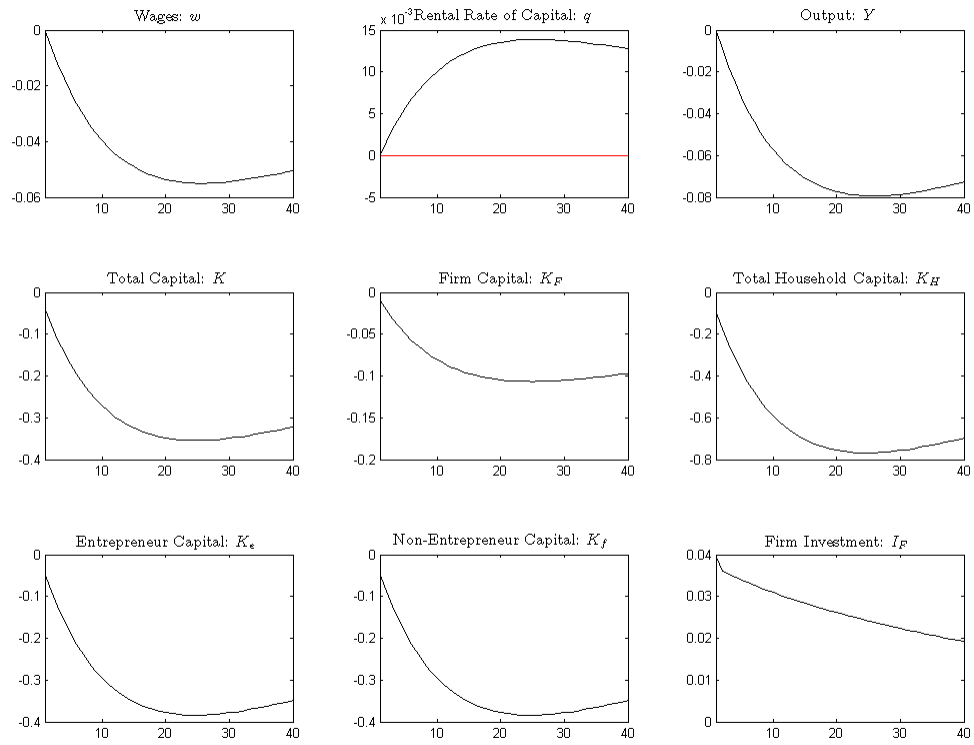 Wages: w
0
-0.02
-0.04
-0.06
10 20 30 40
x 10^-3 Rental Rate of Capital: q
15
10
5
0
-5
10 20 30 40
Output: Y
0
-0.02
-0.04
-0.06
-0.08
10 20 30 40
Total Capital: K
0
-0.1
-0.2
-0.3
-0.4
10 20 30 40
Firm Capital: K_F
0
-0.05
-0.1
-0.15
-0.2
10 20 30 40
Total Household Capital: K_H
0
-0.2
-0.4
-0.6
-0.8
10 20 30 40
Entrepreneur Capital: K_e
0
-0.1
-0.2
-0.3
-0.4
10 20 30 40
Non-Entrepreneur Capital: K_f
0
-0.1
-0.2
-0.3
-0.4
10 20 30 40
Firm Investment: I_F
0.04
0.03
0.02
0.01
0
10 20 30 40